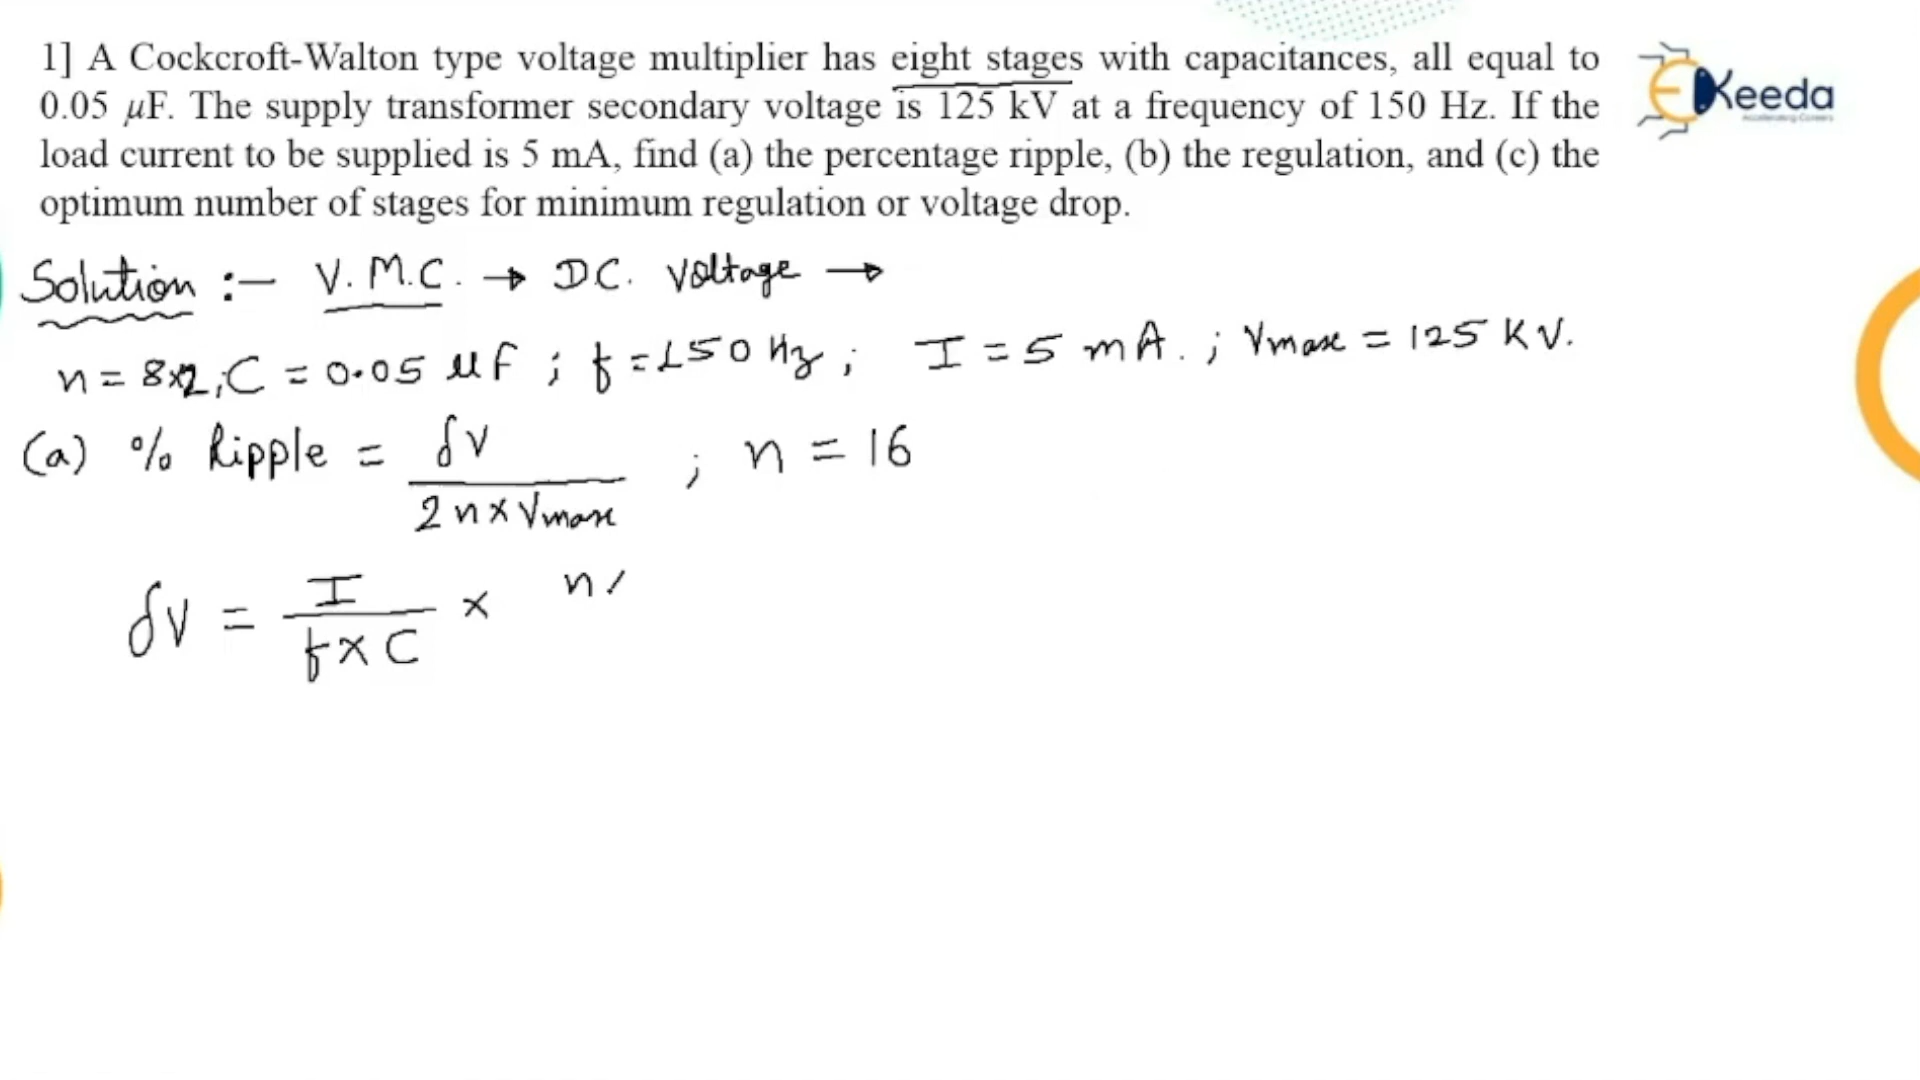 1] A Cockcroft-Walton type voltage multiplier has eight stages with capacitances, all equal to
0.05 μF. The supply transformer secondary voltage is 125 kV at a frequency of 150 Hz. If the
load current to be supplied is 5 mA, find (a) the percentage ripple, (b) the regulation, and (c) the
optimum number of stages for minimum regulation or voltage drop.
EKeeda
Solution :- V.M.C. → DC. Voltage →
n = 8x2; C = 0.05 μF ; f = 150 Hz ; I = 5 mA. ; Vmax = 125 KV.
(a) % Ripple = δV / 2n x Vmax ; n = 16
δV = I / f x C x n/